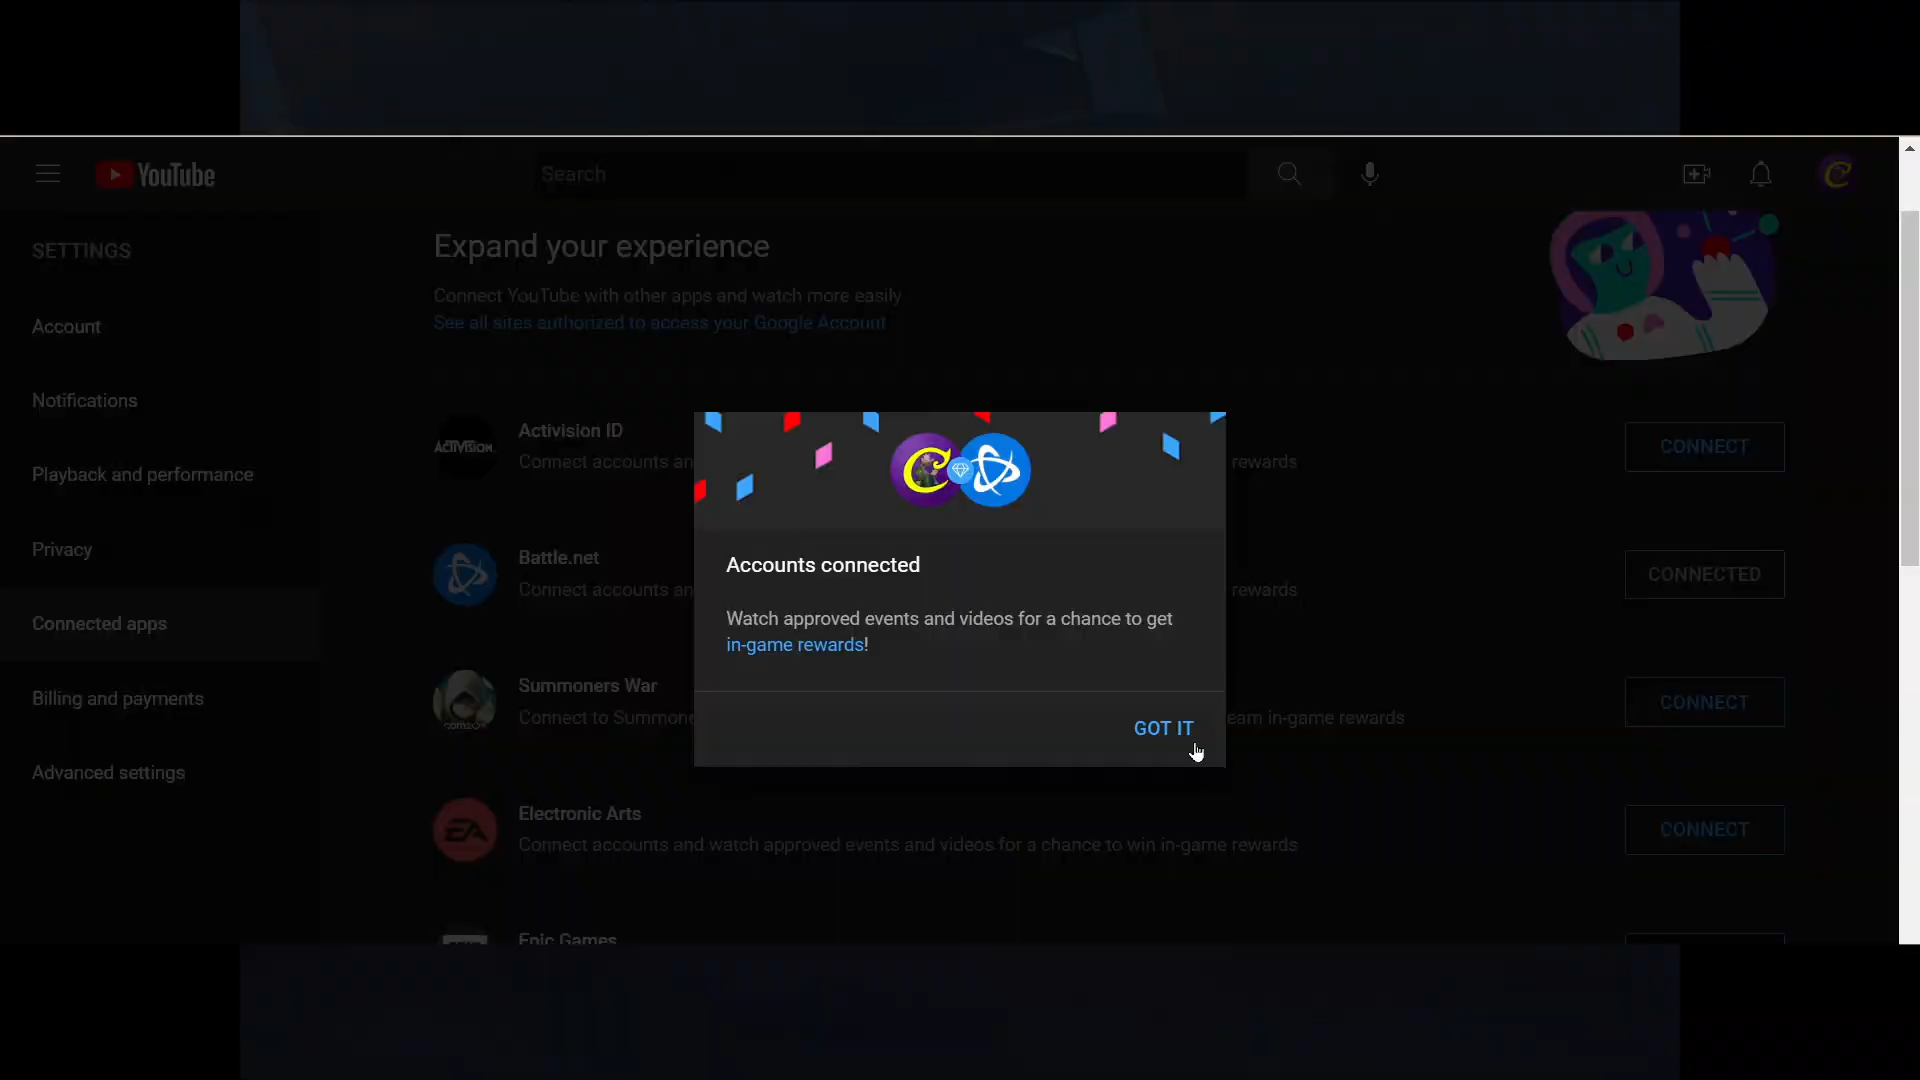 YouTube
Search
SETTINGS
Account
Notifications
Playback and performance
Privacy
Connected apps
Billing and payments
Advanced settings
Expand your experience
Connect YouTube with other apps and watch more easily
See all sites authorized to access your Google Account
ACTIVISION
Activision ID
Connect accounts an
rewards
CONNECT
Battle.net
Connect accounts an
rewards
CONNECTED
Summoners War
Connect to Summone
earn in-game rewards
CONNECT
EA
Electronic Arts
Connect accounts and watch approved events and videos for a chance to win in-game rewards
CONNECT
Epic Games
C
Accounts connected
Watch approved events and videos for a chance to get
in-game rewards!
GOT IT